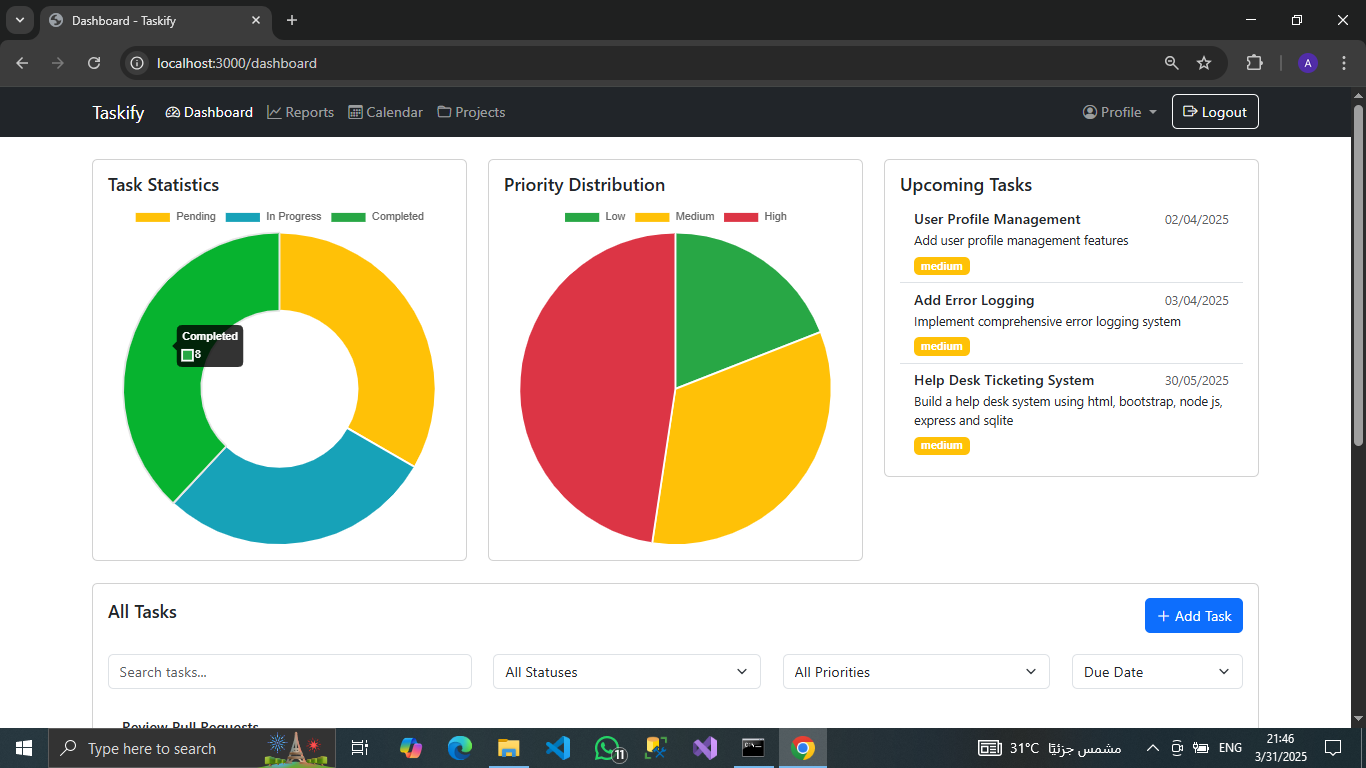 Dashboard - Taskify
localhost:3000/dashboard
A
Taskify
Dashboard
Reports
Calendar
Projects
Profile
Logout
Task Statistics
Pending
In Progress
Completed
Completed
8
Priority Distribution
Low
Medium
High
Upcoming Tasks
User Profile Management
02/04/2025
Add user profile management features
medium
Add Error Logging
03/04/2025
Implement comprehensive error logging system
medium
Help Desk Ticketing System
30/05/2025
Build a help desk system using html, bootstrap, node js,
express and sqlite
medium
All Tasks
Add Task
Search tasks...
All Statuses
All Priorities
Due Date
Review Pull Requests
Type here to search
11
31°C
مشمس جزئيًا
ENG
21:46
3/31/2025